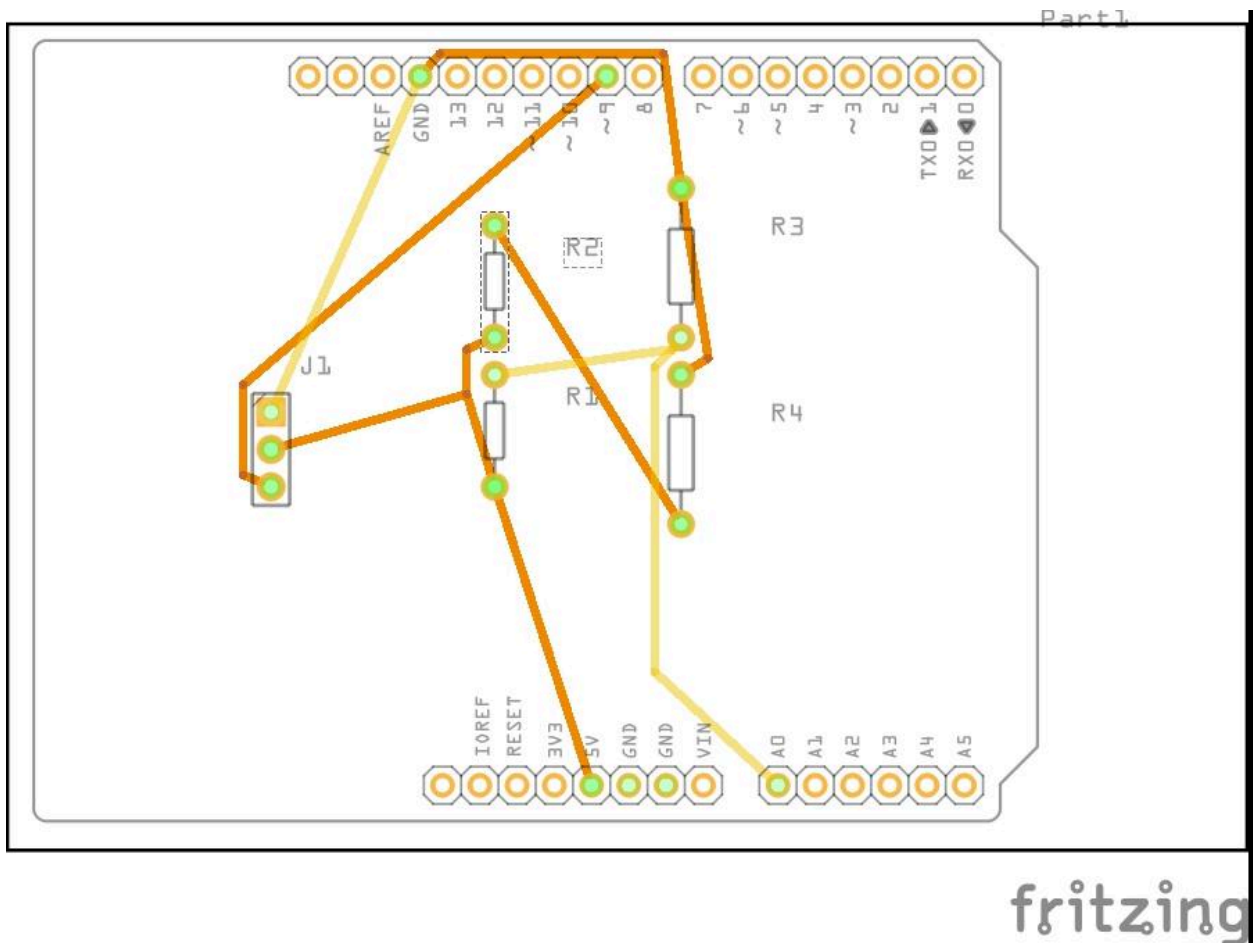 Part1
AREF
GND
13
12
~11
~10
~9
8
7
~6
~5
4
~3
2
TX0▶1
RX0◀0
R3
R2
J1
R1
R4
IOREF
RESET
3V3
5V
GND
GND
VIN
A0
A1
A2
A3
A4
A5
fritzing